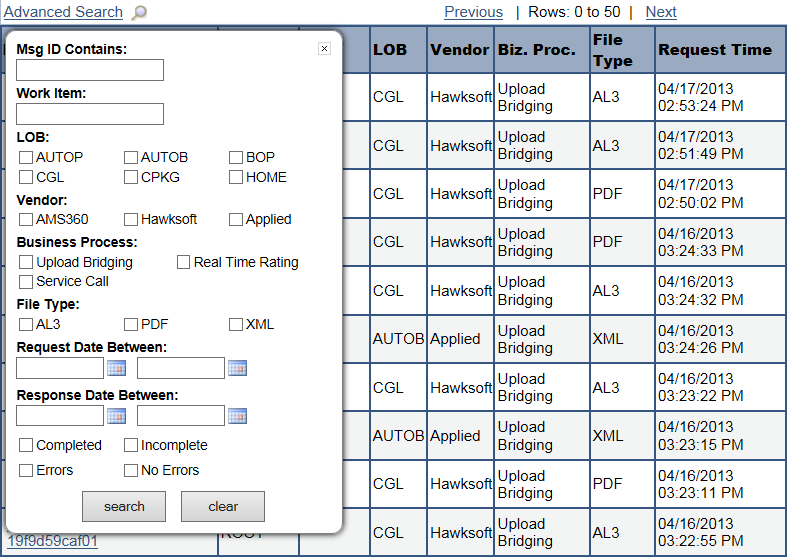 Advanced Search
Previous | Rows: 0 to 50 | Next
Msg ID Contains:
Work Item:
LOB:
AUTOP AUTOB BOP
CGL CPKG HOME
Vendor:
AMS360 Hawksoft Applied
Business Process:
Upload Bridging Real Time Rating
Service Call
File Type:
AL3 PDF XML
Request Date Between:
Response Date Between:
Completed Incomplete
Errors No Errors
search clear
19f9d59caf01
LOB Vendor Biz. Proc. File Type Request Time
CGL Hawksoft Upload Bridging AL3 04/17/2013 02:53:24 PM
CGL Hawksoft Upload Bridging AL3 04/17/2013 02:51:49 PM
CGL Hawksoft Upload Bridging PDF 04/17/2013 02:50:02 PM
CGL Hawksoft Upload Bridging PDF 04/16/2013 03:24:33 PM
CGL Hawksoft Upload Bridging AL3 04/16/2013 03:24:32 PM
AUTOB Applied Upload Bridging XML 04/16/2013 03:24:26 PM
CGL Hawksoft Upload Bridging AL3 04/16/2013 03:23:22 PM
AUTOB Applied Upload Bridging XML 04/16/2013 03:23:15 PM
CGL Hawksoft Upload Bridging PDF 04/16/2013 03:23:11 PM
CGL Hawksoft Upload Bridging AL3 04/16/2013 03:22:55 PM